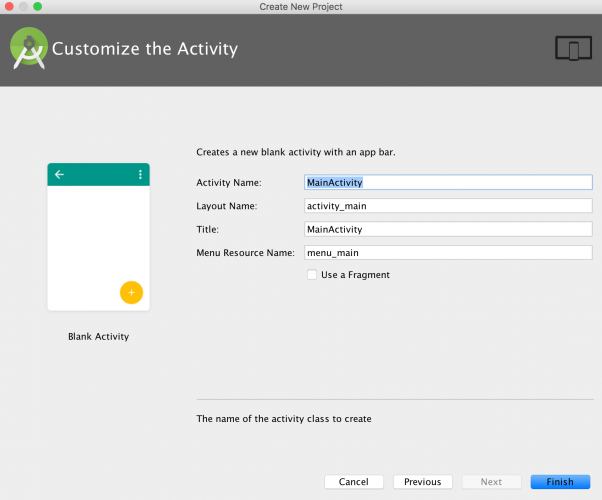 Create New Project
Customize the Activity
Creates a new blank activity with an app bar.
Activity Name: MainActivity
Layout Name: activity_main
Title: MainActivity
Menu Resource Name: menu_main
Use a Fragment
Blank Activity
The name of the activity class to create
Cancel Previous Next Finish